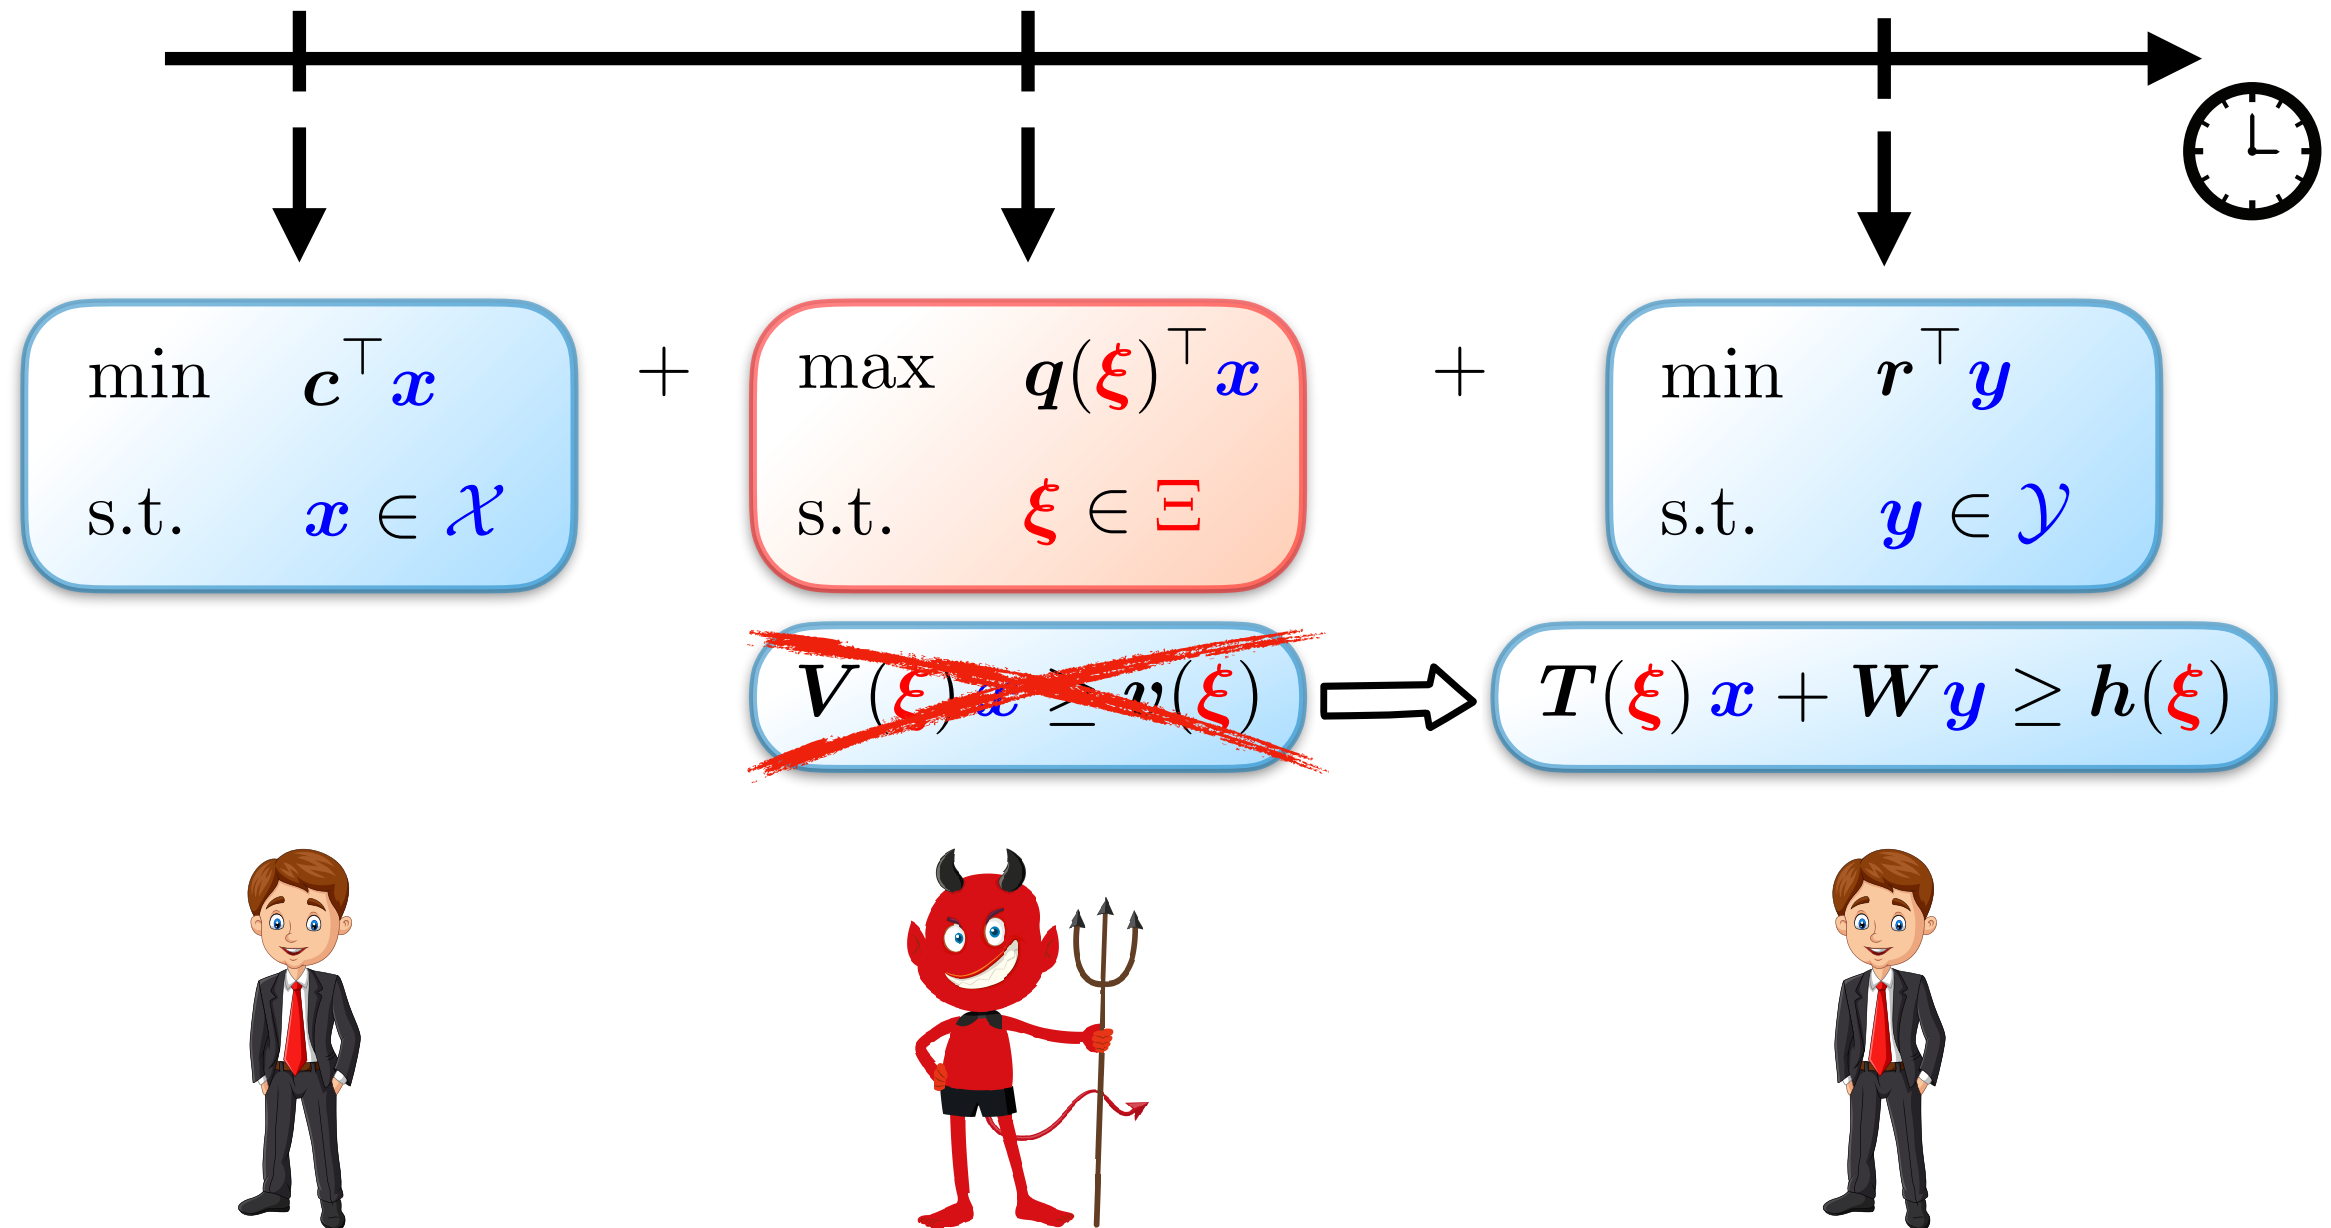 min c⊤x + max q(ξ)⊤x + min r⊤y
s.t. x ∈ 𝒳 s.t. ξ ∈ Ξ s.t. y ∈ 𝒴
V(ξ)x ≥ v(ξ) T(ξ)x + Wy ≥ h(ξ)